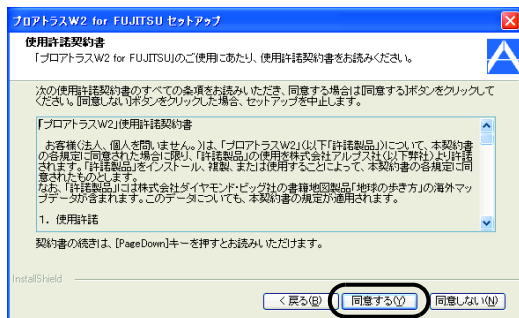 プロアトラスW2 for FUJITSU セットアップ
使用許諾契約書
「プロアトラスW2 for FUJITSU」のご使用にあたり、使用許諾契約書をお読みください。
次の使用許諾契約書のすべての条項をお読みいただき、同意する場合は[同意する]ボタンをクリックして
ください。[同意しない]ボタンをクリックした場合、セットアップを中止します。
「プロアトラスW2」使用許諾契約書
お客様(法人、個人を問いません。)は、「プロアトラスW2」(以下「許諾製品」)について、本契約書
の各規定に同意された場合に限り、「許諾製品」の使用を株式会社アルプス社(以下弊社)より許諾
されます。「許諾製品」をインストール、複製、または使用することによって、本契約書の各規定に同
意されたものとします。
なお、「許諾製品」には株式会社ダイヤモンド・ビッグ社の書籍地図製品「地球の歩き方」の海外マッ
プデータが含まれます。このデータについても、本契約書の規定が適用されます。
1. 使用許諾
契約書の続きは、[PageDown]キーを押すとお読みいただけます。
InstallShield
< 戻る(B) 同意する(Y) 同意しない(N)